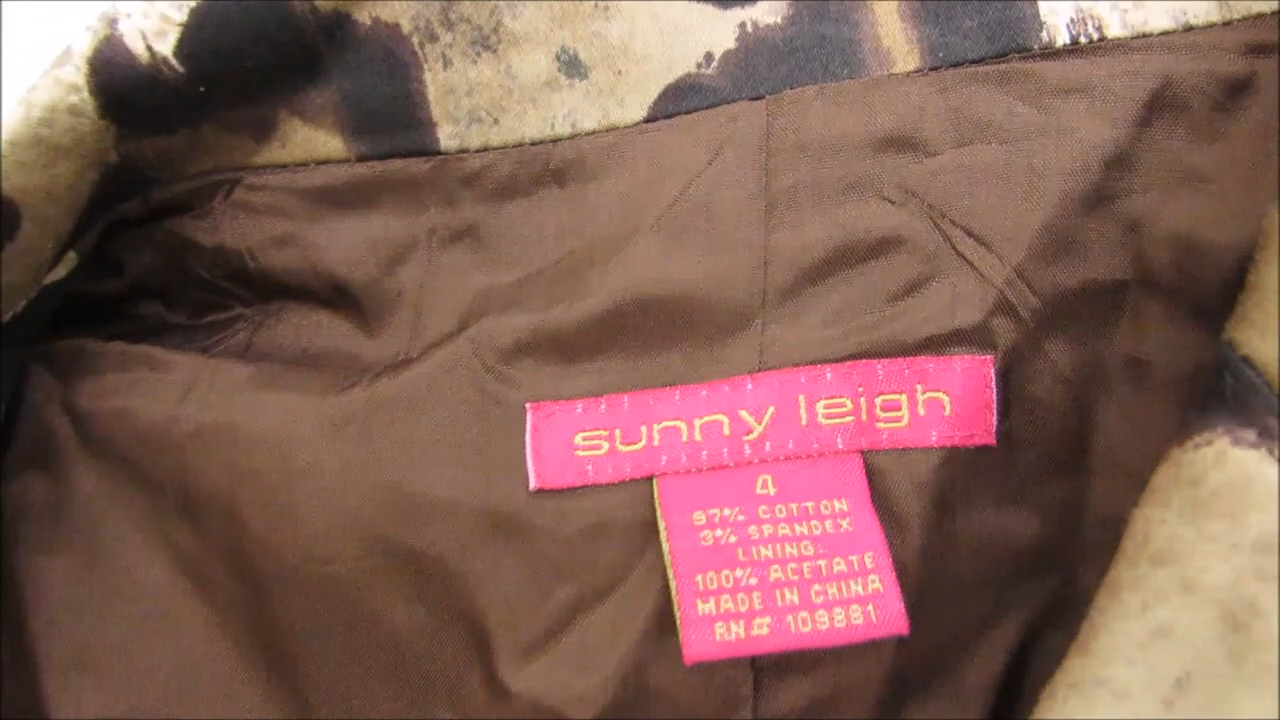 sunny leigh
4
97% COTTON
3% SPANDEX
LINING:
100% ACETATE
MADE IN CHINA
RN# 109881